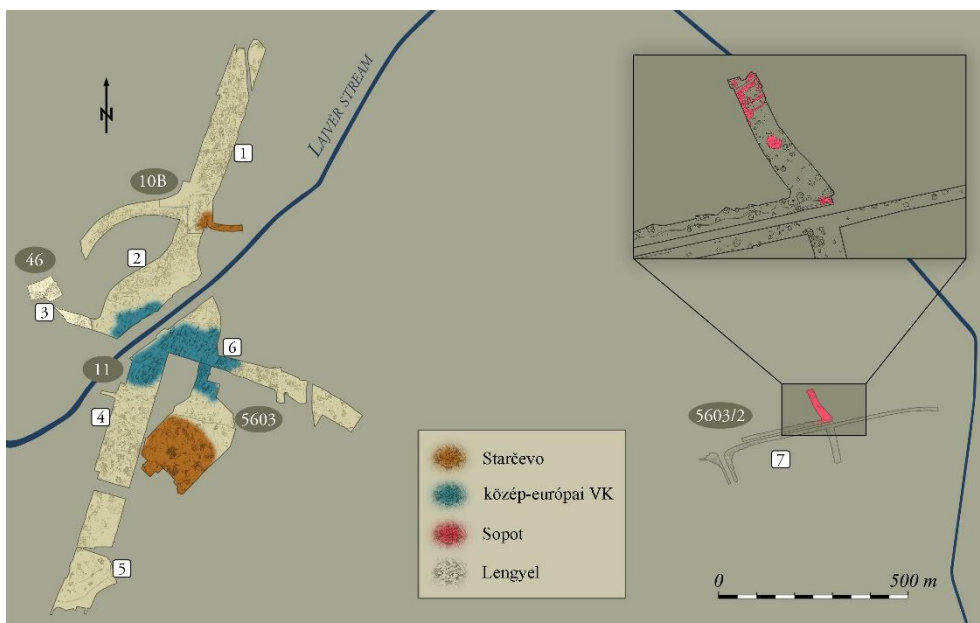 N
LAJVÉR STREAM
1
10B
2
46
3
11
6
4
5603
5
5603/2
7
Starčevo
közép-európai VK
Sopot
Lengyel
0 500 m